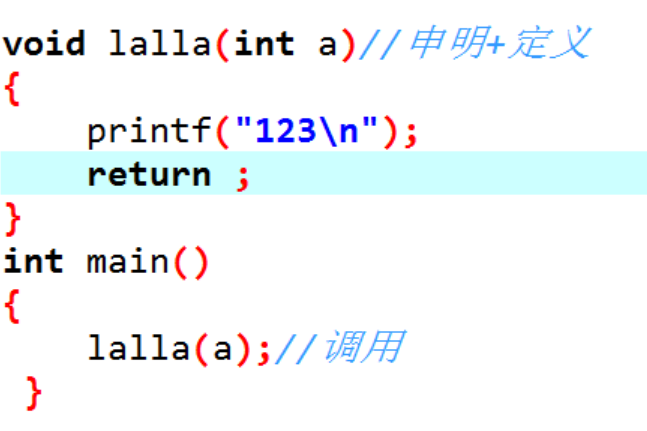 void lalla(int a)//申明+定义
{
    printf("123\n");
    return ;
}
int main()
{
    lalla(a);//调用
 }